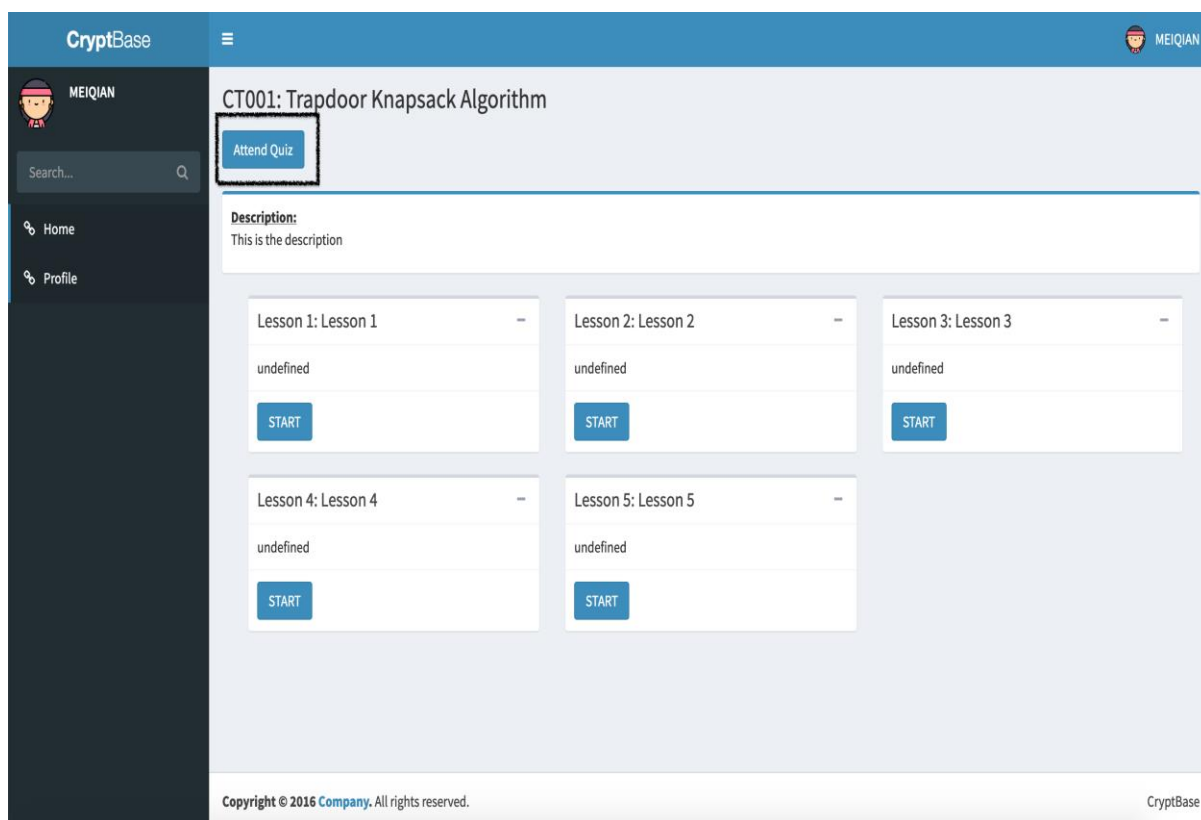 CryptBase
MEIQIAN
MEIQIAN
Search...
Home
Profile
CT001: Trapdoor Knapsack Algorithm
Attend Quiz
Description:
This is the description
Lesson 1: Lesson 1
undefined
START
Lesson 2: Lesson 2
undefined
START
Lesson 3: Lesson 3
undefined
START
Lesson 4: Lesson 4
undefined
START
Lesson 5: Lesson 5
undefined
START
Copyright © 2016 Company. All rights reserved.
CryptBase